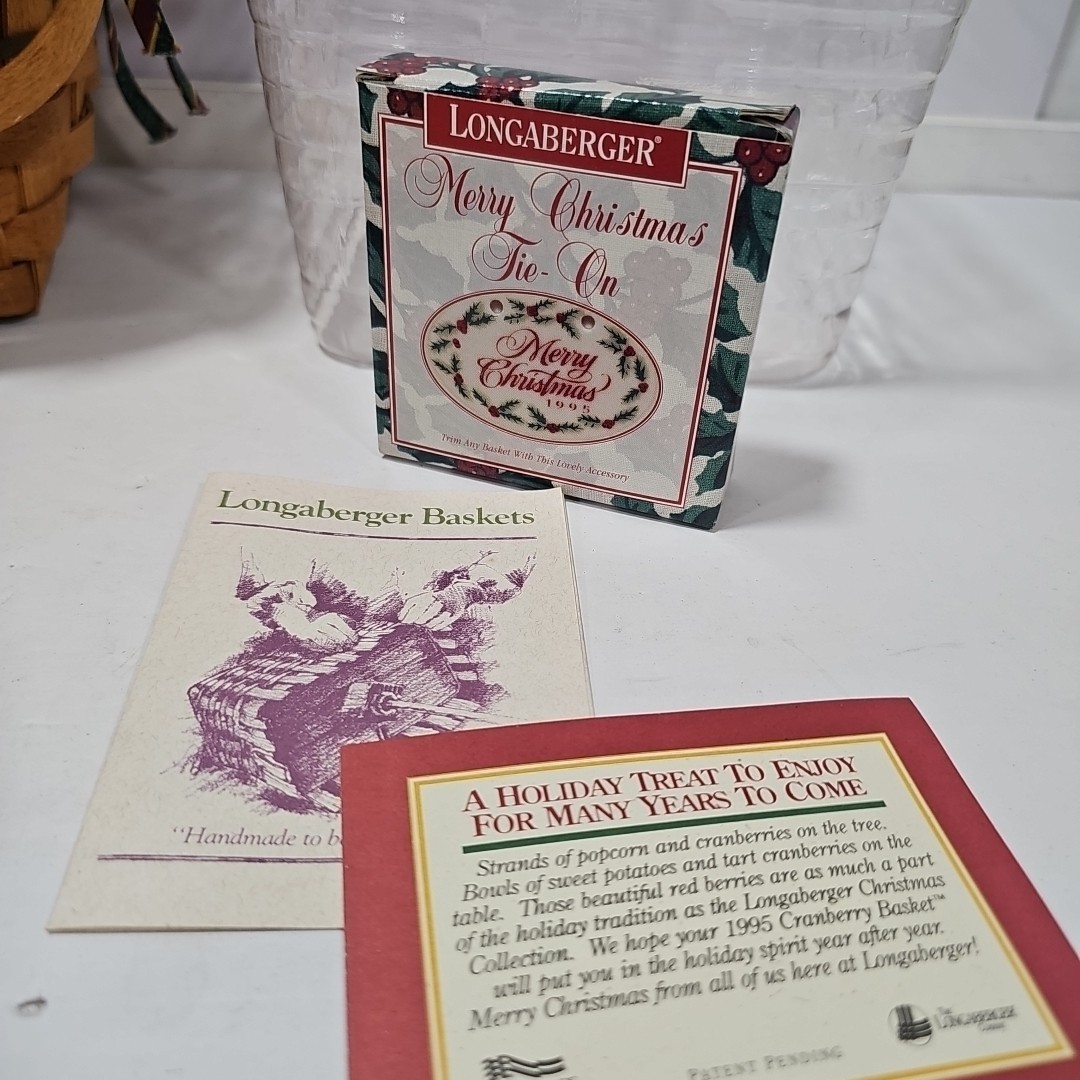 LONGABERGER®
Merry Christmas
Tie-On
Merry
Christmas
1995
Trim Any Basket With This Lovely Accessory
Longaberger Baskets
"Handmade to b
A HOLIDAY TREAT TO ENJOY
FOR MANY YEARS TO COME
Strands of popcorn and cranberries on the tree.
Bowls of sweet potatoes and tart cranberries on the
table. Those beautiful red berries are as much a part
of the holiday tradition as the Longaberger Christmas
Collection. We hope your 1995 Cranberry Basket™
will put you in the holiday spirit year after year.
Merry Christmas from all of us here at Longaberger!
LONGABERGER
PATENT PENDING